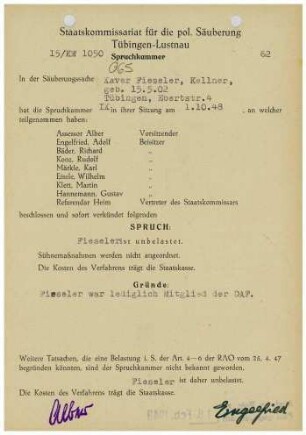 Staatskommissariat für die pol. Säuberung
Tübingen-Lustnau
15/KW 1050 Spruchkammer 62
065
In der Säuberungssache Xaver Fieseler, Kellner,
geb. 15.5.02
Tübingen, Ebertstr.4
hat die Spruchkammer IX in ihrer Sitzung am 1.10.48 , an welcher
teilgenommen haben:
Assessor Alber Vorsitzender
Engelfried, Adolf Beisitzer
Bäder, Richard „
Konz, Rudolf „
Märkle, Karl „
Emele, Wilhelm „
Klett, Martin „
Hannemann, Gustav „
Referendar Heim Vertreter des Staatskommissars
beschlossen und sofort verkündet folgenden
SPRUCH:
Fieseler ist unbelastet.
Sühnemaßnahmen werden nicht angeordnet.
Die Kosten des Verfahrens trägt die Staatskasse.
Gründe:
Fieseler war lediglich Mitglied der DAF.
Weitere Tatsachen, die eine Belastung i. S. der Art. 4–6 der RAO vom 16. 4. 47
begründen könnten, sind der Spruchkammer nicht bekannt geworden.
Fieseler ist daher unbelastet.
Die Kosten des Verfahrens trägt die Staatskasse.
Alber Engelfried